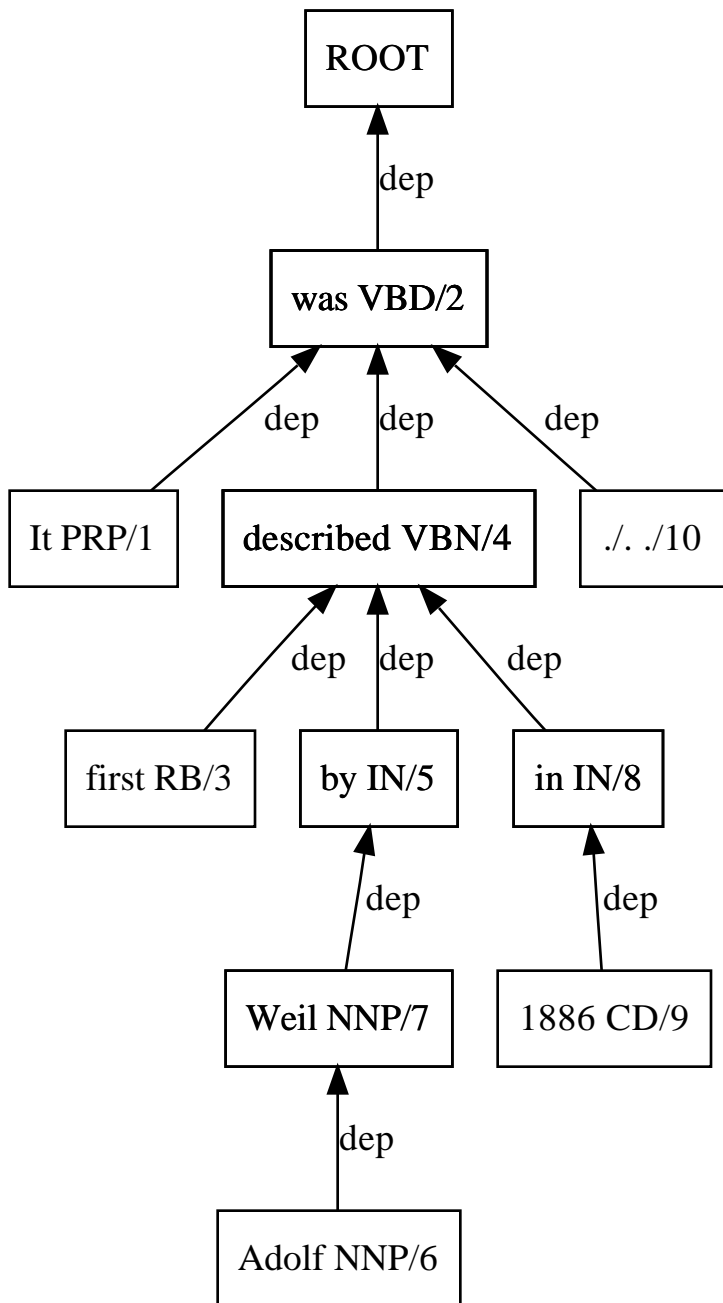 ROOT
dep
was VBD/2
dep dep dep
It PRP/1 described VBN/4 ./. ./10
dep dep dep
first RB/3 by IN/5 in IN/8
dep dep
Weil NNP/7 1886 CD/9
dep
Adolf NNP/6